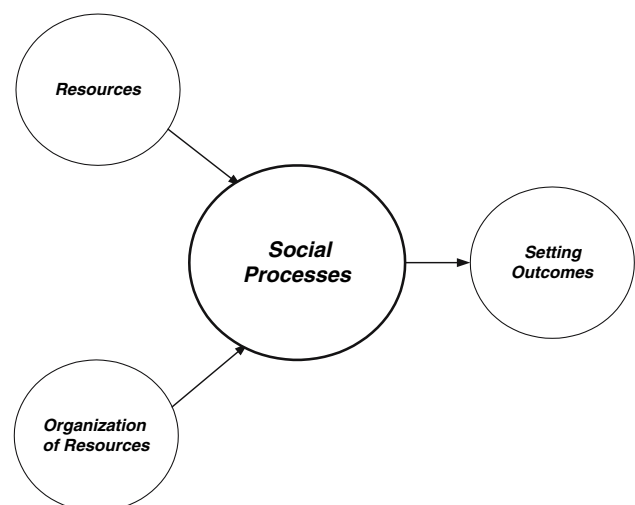 Resources
Social
Processes
Setting
Outcomes
Organization
of Resources